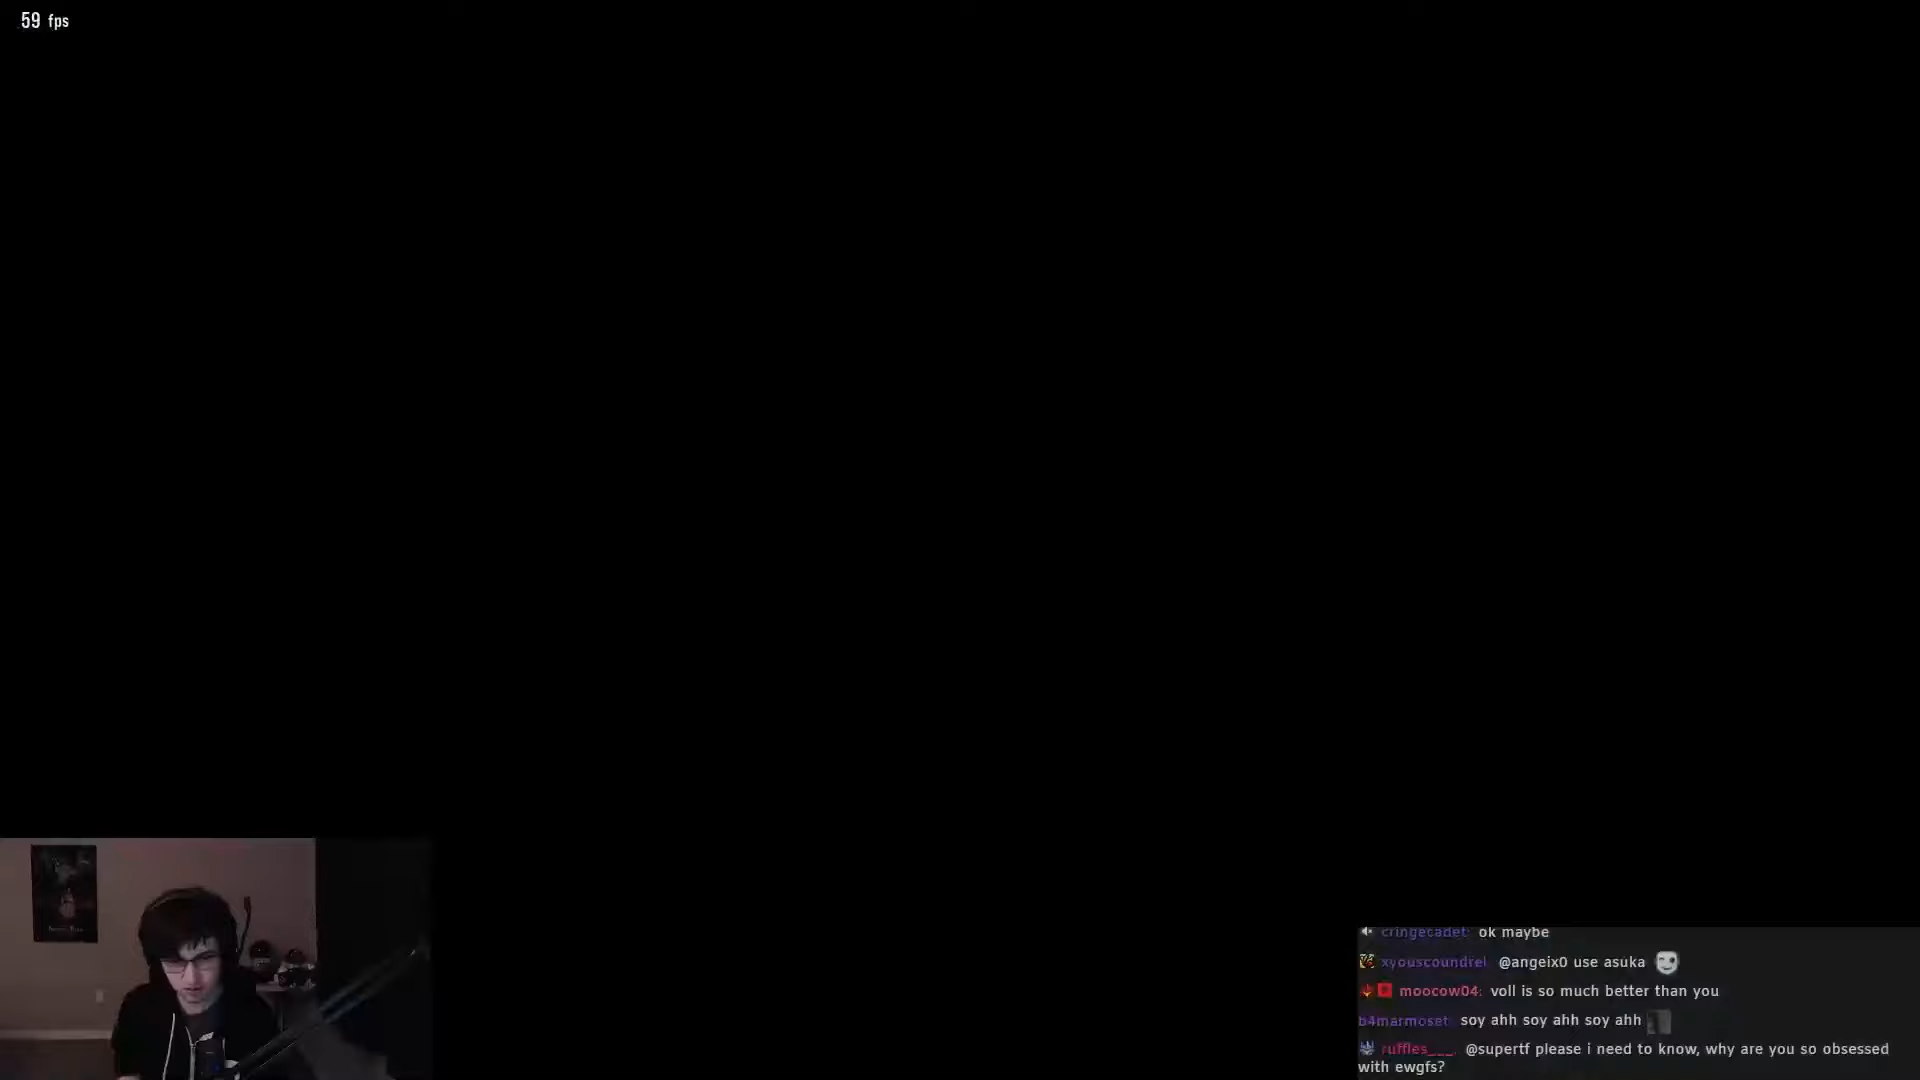 59 fps
cringecadet: ok maybe
xyouscoundrel: @angeix0 use asuka
moocow04: voll is so much better than you
b4marmoset: soy ahh soy ahh soy ahh
ruffles___: @supertf please i need to know, why are you so obsessed
with ewgfs?